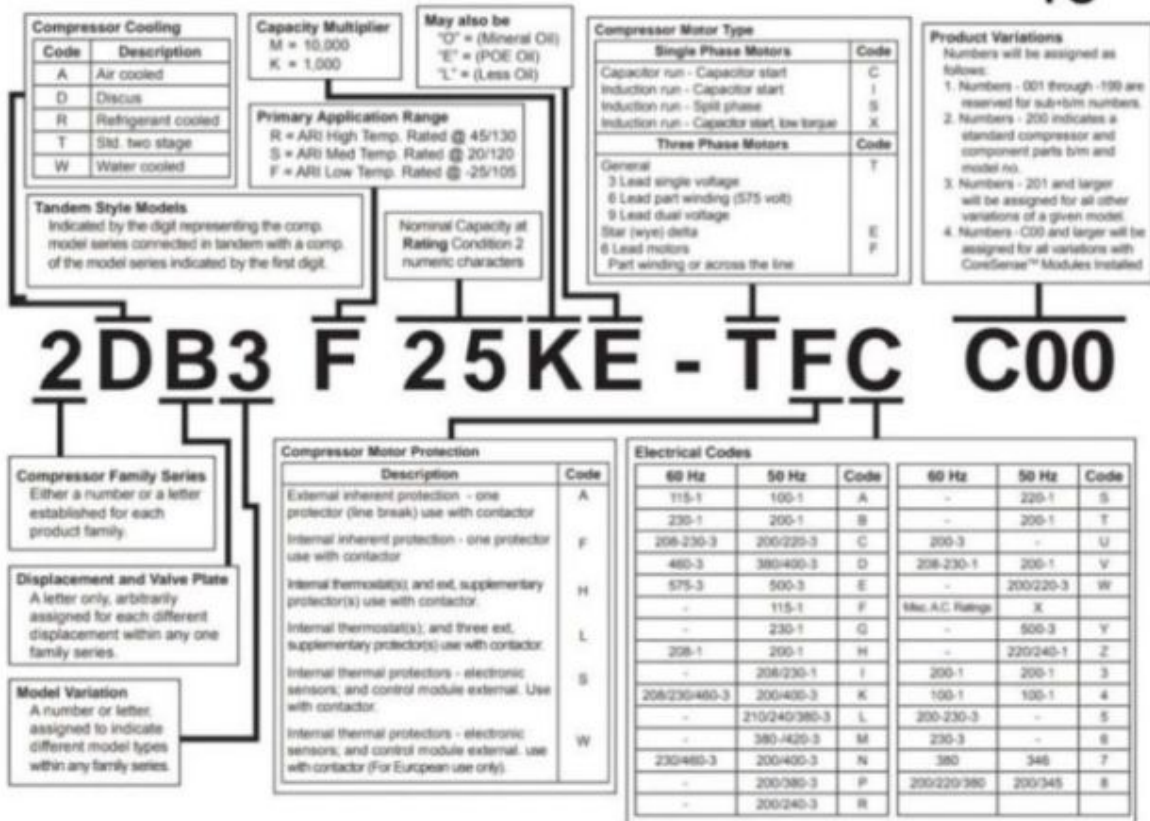 Compressor Cooling
Code Description
A Air cooled
D Discus
R Refrigerant cooled
T Std. two stage
W Water cooled
Capacity Multiplier
M = 10,000
K = 1,000
May also be
"O" = (Mineral Oil)
"E" = (POE Oil)
"L" = (Less Oil)
Primary Application Range
R = ARI High Temp. Rated @ 45/130
S = ARI Med Temp. Rated @ 20/120
F = ARI Low Temp. Rated @ -25/105
Tandem Style Models
Indicated by the digit representing the comp.
model series connected in tandem with a comp.
of the model series indicated by the first digit.
Nominal Capacity at
Rating Condition 2
numeric characters
Compressor Motor Type
Single Phase Motors Code
Capacitor run - Capacitor start C
Induction run - Capacitor start I
Induction run - Split phase S
Induction run - Capacitor start, low torque X
Three Phase Motors Code
General T
3 Lead single voltage
6 Lead part winding (575 volt)
9 Lead dual voltage
Star (wye) delta E
6 Lead motors F
Part winding or across the line
Product Variations
Numbers will be assigned as
follows:
1. Numbers - 001 through -199 are
reserved for sub+b/m numbers.
2. Numbers - 200 indicates a
standard compressor and
component parts b/m and
model no.
3. Numbers - 201 and larger
will be assigned for all other
variations of a given model.
4. Numbers - C00 and larger will be
assigned for all variations with
CoreSense™ Modules Installed
2DB3 F 25KE - TFC C00
Compressor Family Series
Either a number or a letter
established for each
product family.
Displacement and Valve Plate
A letter only, arbitrarily
assigned for each different
displacement within any one
family series.
Model Variation
A number or letter,
assigned to indicate
different model types
within any family series.
Compressor Motor Protection
Description Code
External inherent protection - one A
protector (line break) use with contactor
Internal inherent protection - one protector F
use with contactor
Internal thermostat(s); and ext, supplementary H
protector(s) use with contactor.
Internal thermostat(s); and three ext, L
supplementary protector(s) use with contactor.
Internal thermal protectors - electronic S
sensors; and control module external. Use
with contactor.
Internal thermal protectors - electronic W
sensors; and control module external. use
with contactor (For European use only).
Electrical Codes
60 Hz 50 Hz Code 60 Hz 50 Hz Code
115-1 100-1 A - 220-1 S
230-1 200-1 B - 200-1 T
208-230-3 200/220-3 C 200-3 - U
460-3 380/400-3 D 208-230-1 200-1 V
575-3 500-3 E - 200/220-3 W
- 115-1 F Misc. A.C. Ratings X
- 230-1 G - 500-3 Y
208-1 200-1 H - 220/240-1 Z
- 208/230-1 I 200-1 200-1 3
208/230/460-3 200/400-3 K 100-1 100-1 4
- 210/240/380-3 L 200-230-3 - 5
- 380-/420-3 M 230-3 - 6
230/460-3 200/400-3 N 380 346 7
- 200/380-3 P 200/220/380 200/345 8
- 200/240-3 R